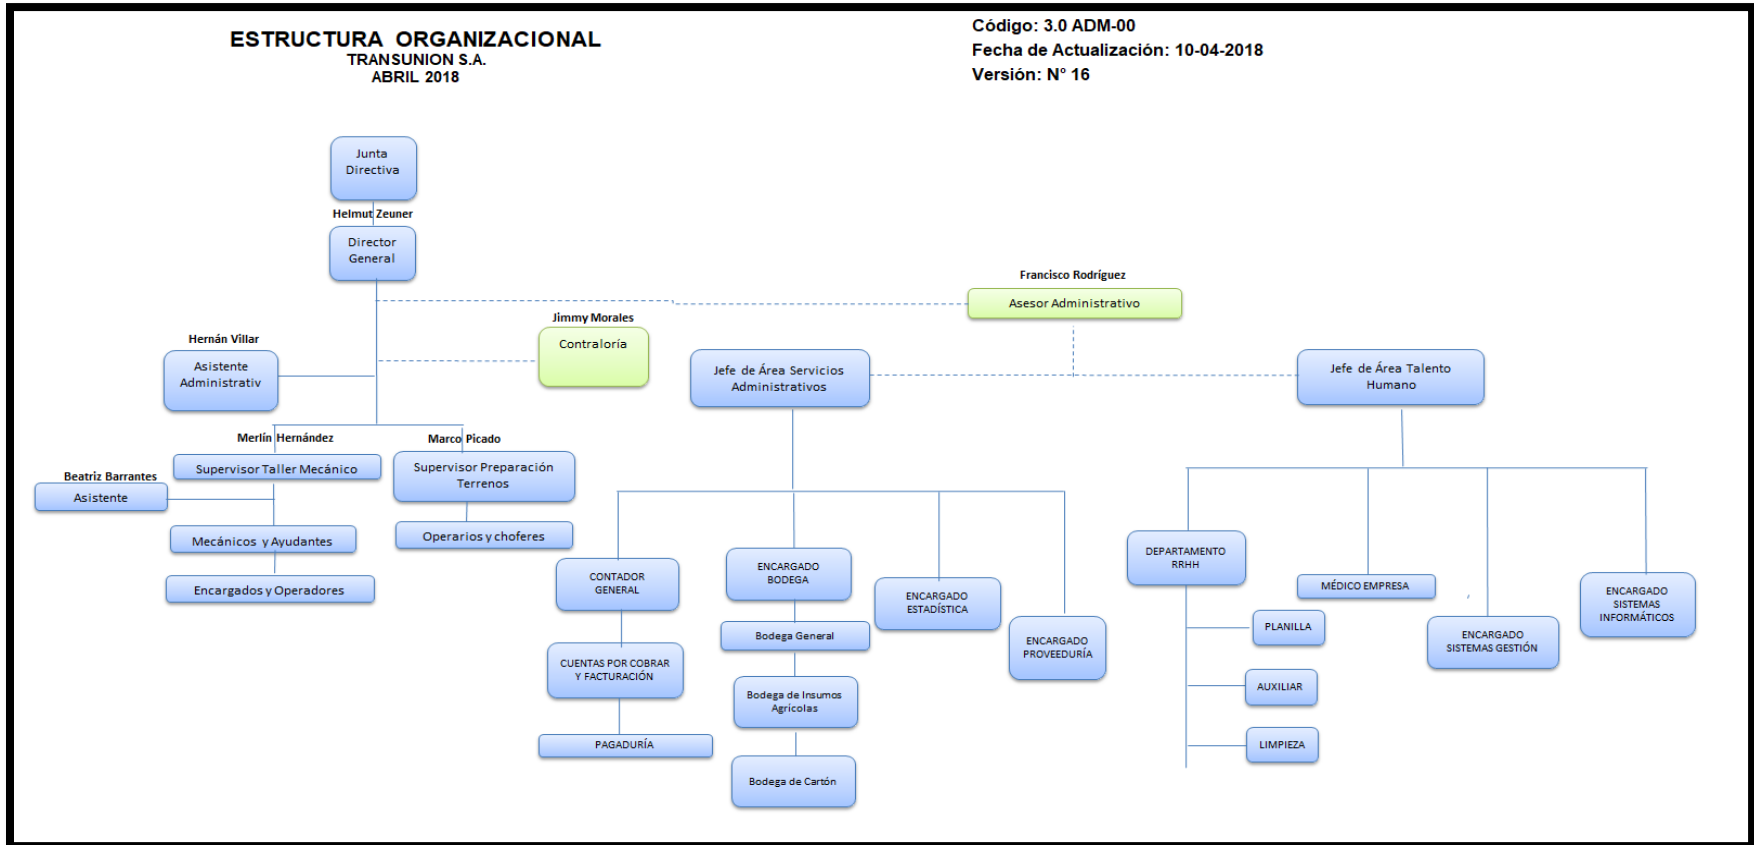 ESTRUCTURA ORGANIZACIONAL
TRANSUNION S.A.
ABRIL 2018
Código: 3.0 ADM-00
Fecha de Actualización: 10-04-2018
Versión: N° 16
Junta
Directiva
Helmut Zeuner
Director
General
Francisco Rodríguez
Asesor Administrativo
Jimmy Morales
Contraloría
Hernán Villar
Asistente
Administrativ
Jefe de Área Servicios
Administrativos
Jefe de Área Talento
Humano
Merlín Hernández
Supervisor Taller Mecánico
Marco Picado
Supervisor Preparación
Terrenos
Beatriz Barrantes
Asistente
Mecánicos y Ayudantes
Operarios y choferes
Encargados y Operadores
CONTADOR
GENERAL
CUENTAS POR COBRAR
Y FACTURACIÓN
PAGADURÍA
ENCARGADO
BODEGA
Bodega General
Bodega de Insumos
Agrícolas
Bodega de Cartón
ENCARGADO
ESTADÍSTICA
ENCARGADO
PROVEEDURÍA
DEPARTAMENTO
RRHH
PLANILLA
AUXILIAR
LIMPIEZA
MÉDICO EMPRESA
ENCARGADO
SISTEMAS GESTIÓN
ENCARGADO
SISTEMAS
INFORMÁTICOS